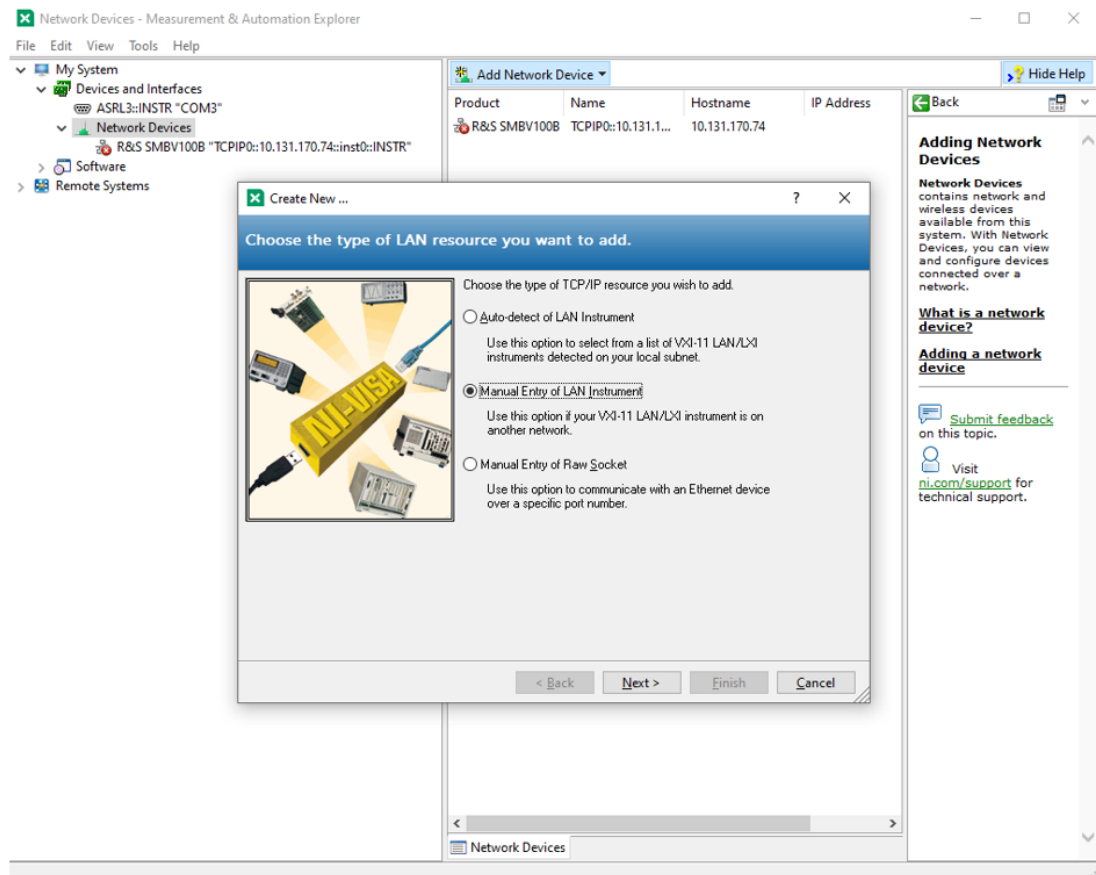 Network Devices - Measurement & Automation Explorer
File Edit View Tools Help
My System
Devices and Interfaces
ASRL3::INSTR "COM3"
Network Devices
R&S SMBV100B "TCPIP0::10.131.170.74::inst0::INSTR"
Software
Remote Systems
Add Network Device
Hide Help
Product Name Hostname IP Address
R&S SMBV100B TCPIP0::10.131.1... 10.131.170.74
Back
Adding Network
Devices
Network Devices
contains network and
wireless devices
available from this
system. With Network
Devices, you can view
and configure devices
connected over a
network.
What is a network
device?
Adding a network
device
Submit feedback
on this topic.
Visit
ni.com/support for
technical support.
Create New ...
?
Choose the type of LAN resource you want to add.
NI-VISA
Choose the type of TCP/IP resource you wish to add.
Auto-detect of LAN Instrument
Use this option to select from a list of VXI-11 LAN/LXI
instruments detected on your local subnet.
Manual Entry of LAN Instrument
Use this option if your VXI-11 LAN/LXI instrument is on
another network.
Manual Entry of Raw Socket
Use this option to communicate with an Ethernet device
over a specific port number.
< Back Next > Finish Cancel
Network Devices